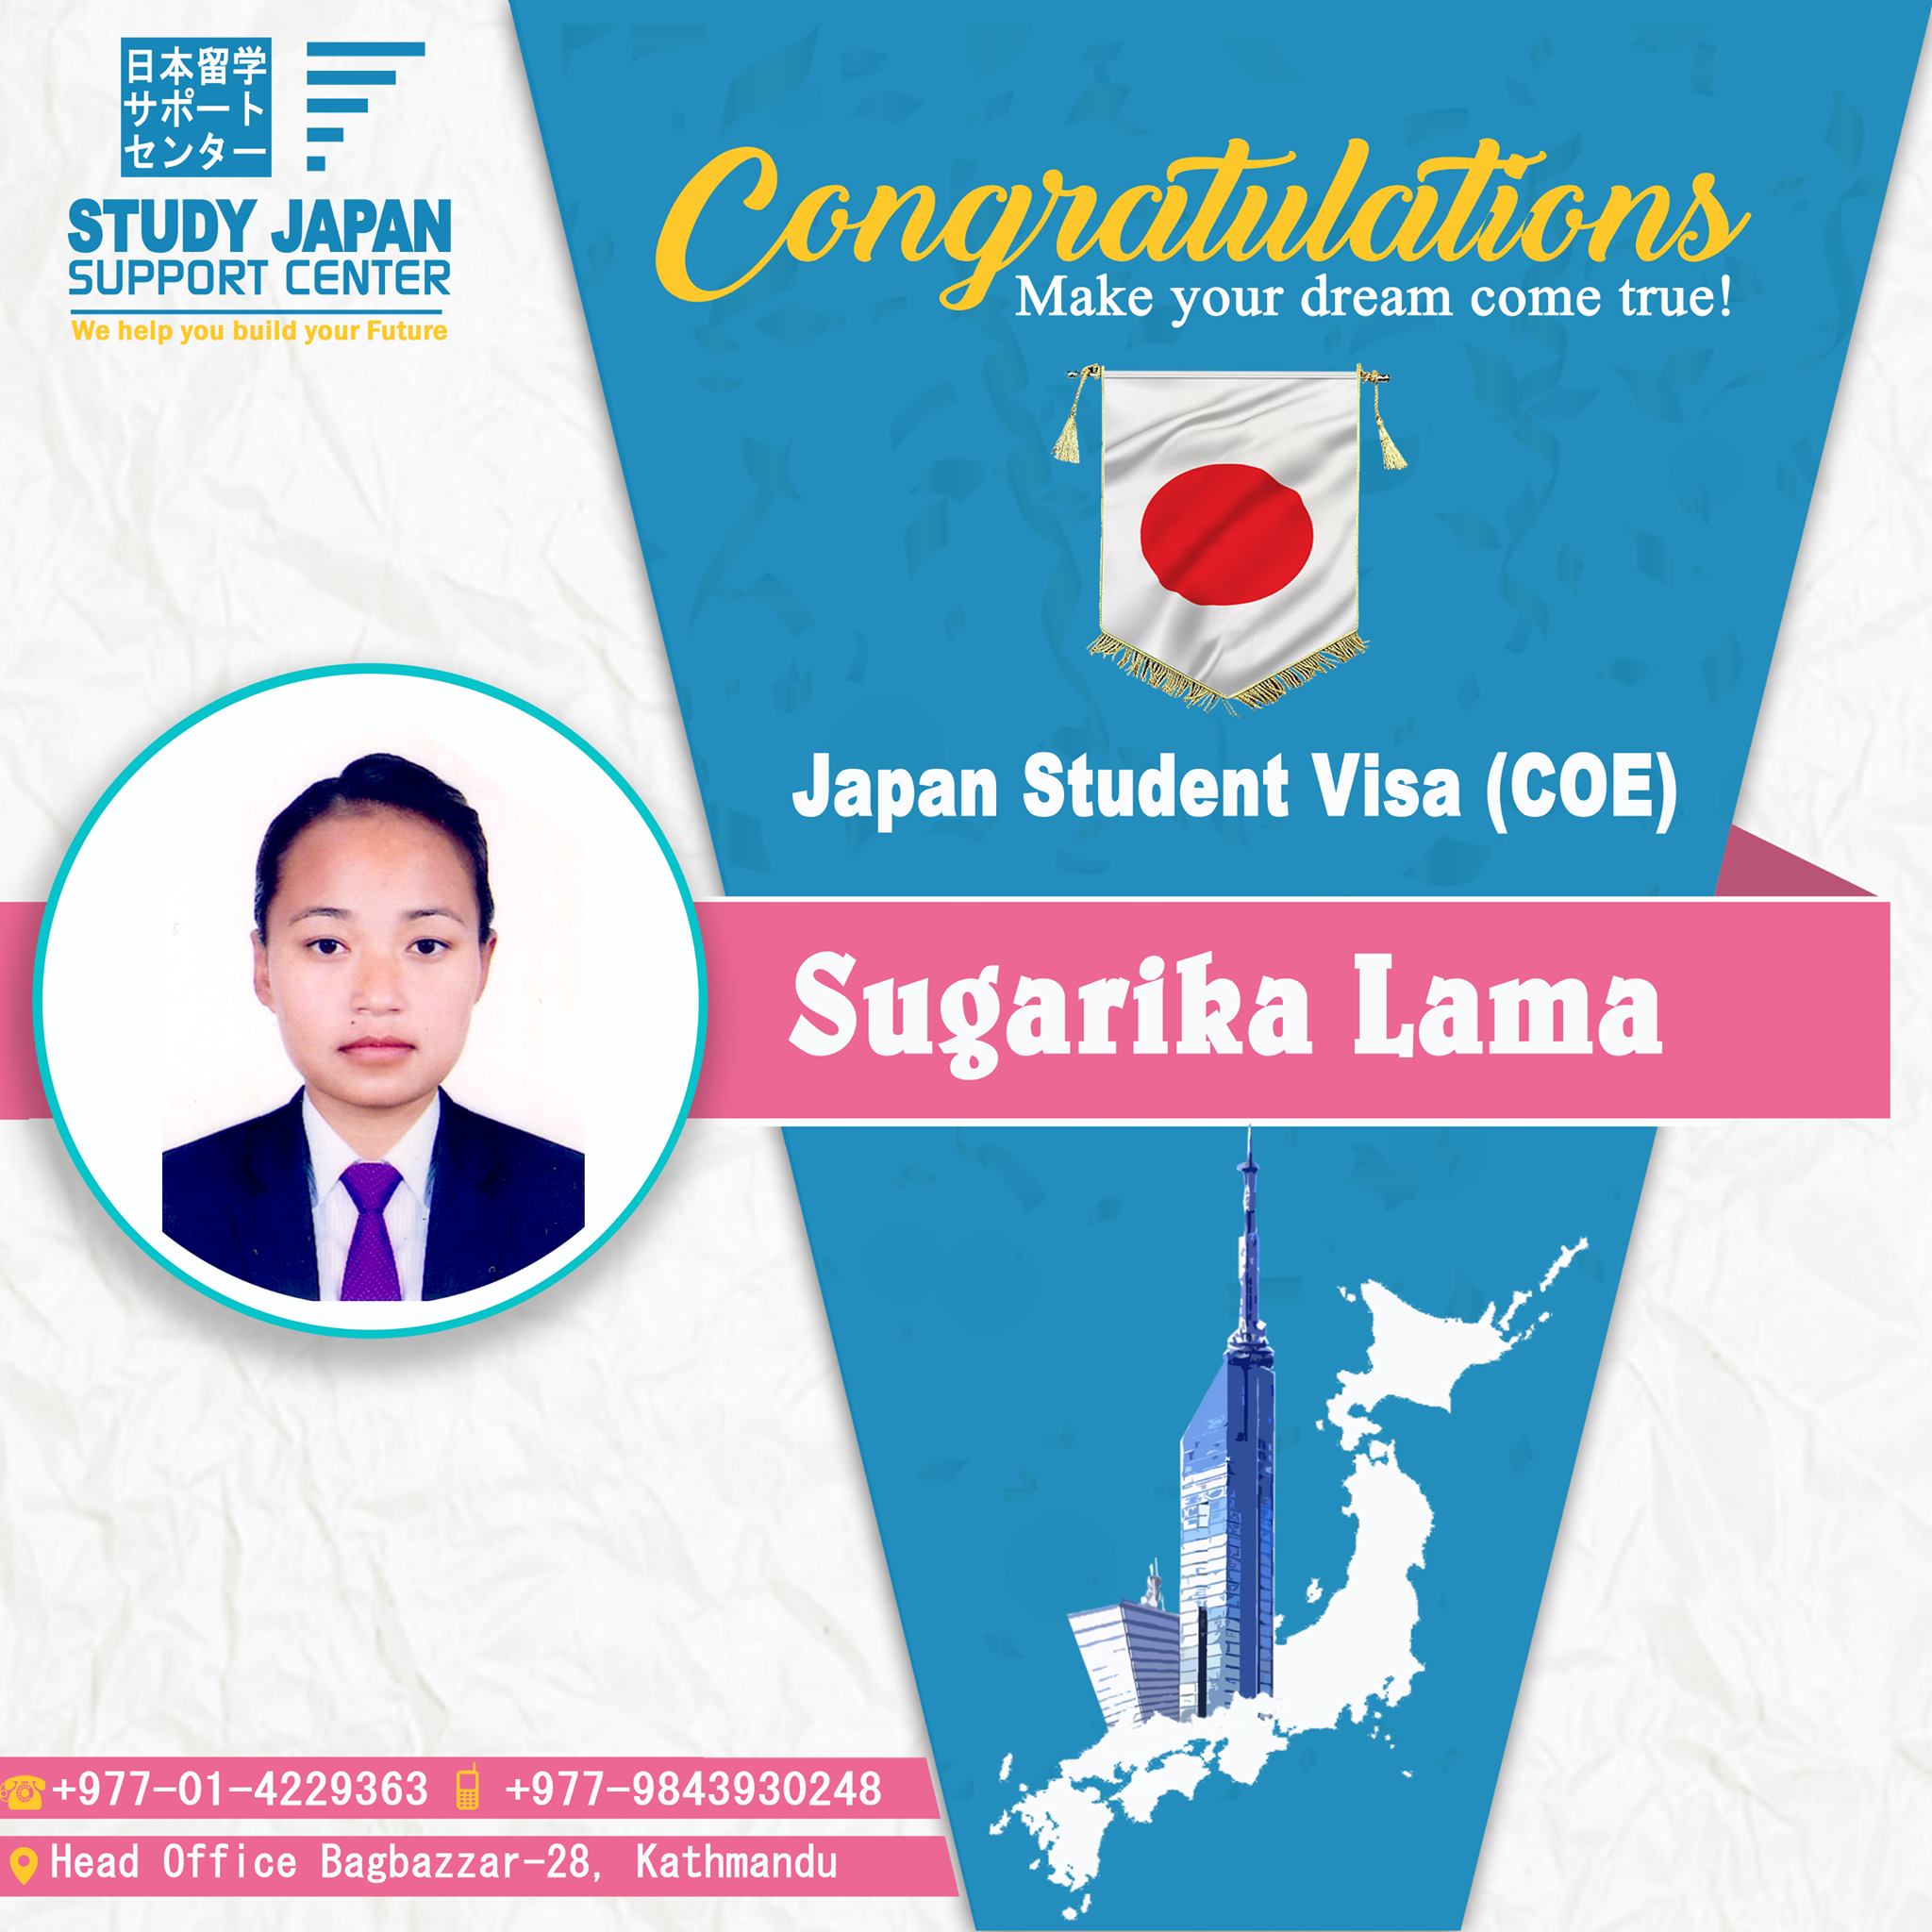 日本留学
サポート
センター
STUDY JAPAN
SUPPORT CENTER
We help you build your Future
Congratulations
Make your dream come true!
Japan Student Visa (COE)
Sugarika Lama
+977-01-4229363 +977-9843930248
Head Office Bagbazzar-28, Kathmandu